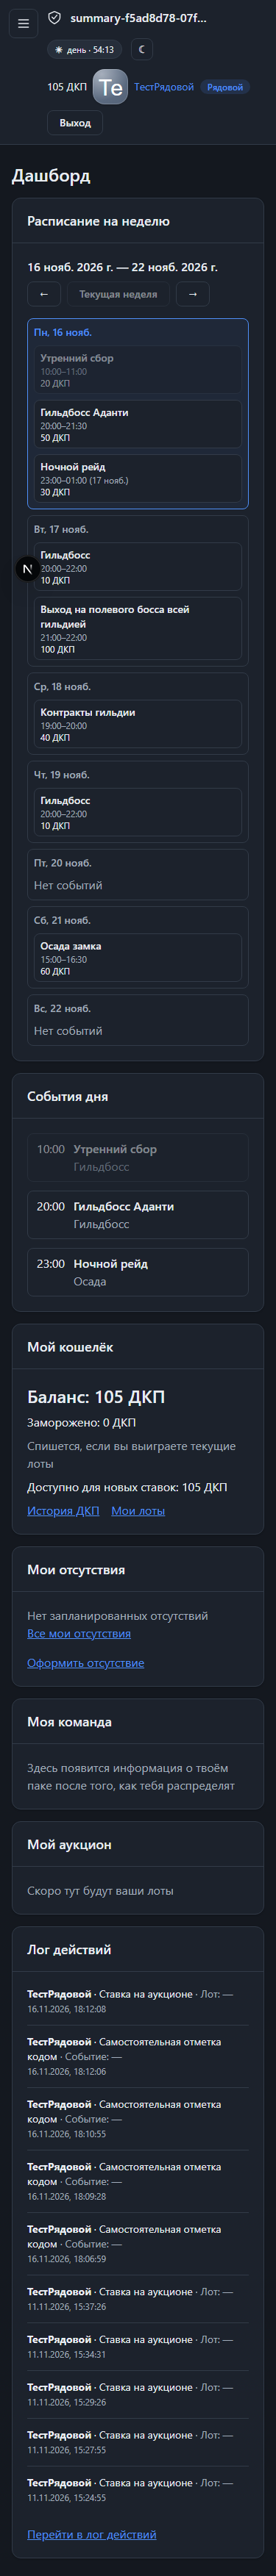 summary-f5ad8d78-07f...
день · 54:13
105 ДКП
Te
ТестРядовой
Рядовой
Выход
Дашборд
Расписание на неделю
16 нояб. 2026 г. — 22 нояб. 2026 г.
←
Текущая неделя
→
Пн, 16 нояб.
Утренний сбор
10:00–11:00
20 ДКП
Гильдбосс Аданти
20:00–21:30
50 ДКП
Ночной рейд
23:00–01:00 (17 нояб.)
30 ДКП
Вт, 17 нояб.
Гильдбосс
20:00–22:00
10 ДКП
N
Выход на полевого босса всей
гильдией
21:00–22:00
100 ДКП
Ср, 18 нояб.
Контракты гильдии
19:00–20:00
40 ДКП
Чт, 19 нояб.
Гильдбосс
20:00–22:00
10 ДКП
Пт, 20 нояб.
Нет событий
Сб, 21 нояб.
Осада замка
15:00–16:30
60 ДКП
Вс, 22 нояб.
Нет событий
События дня
10:00 Утренний сбор
Гильдбосс
20:00 Гильдбосс Аданти
Гильдбосс
23:00 Ночной рейд
Осада
Мой кошелёк
Баланс: 105 ДКП
Заморожено: 0 ДКП
Спишется, если вы выиграете текущие
лоты
Доступно для новых ставок: 105 ДКП
История ДКП Мои лоты
Мои отсутствия
Нет запланированных отсутствий
Все мои отсутствия
Оформить отсутствие
Моя команда
Здесь появится информация о твоём
паке после того, как тебя распределят
Мой аукцион
Скоро тут будут ваши лоты
Лог действий
ТестРядовой · Ставка на аукционе · Лот: —
16.11.2026, 18:12:08
ТестРядовой · Самостоятельная отметка
кодом · Событие: —
16.11.2026, 18:12:06
ТестРядовой · Самостоятельная отметка
кодом · Событие: —
16.11.2026, 18:10:55
ТестРядовой · Самостоятельная отметка
кодом · Событие: —
16.11.2026, 18:09:28
ТестРядовой · Самостоятельная отметка
кодом · Событие: —
16.11.2026, 18:06:59
ТестРядовой · Ставка на аукционе · Лот: —
11.11.2026, 15:37:26
ТестРядовой · Ставка на аукционе · Лот: —
11.11.2026, 15:34:31
ТестРядовой · Ставка на аукционе · Лот: —
11.11.2026, 15:29:26
ТестРядовой · Ставка на аукционе · Лот: —
11.11.2026, 15:27:55
ТестРядовой · Ставка на аукционе · Лот: —
11.11.2026, 15:24:55
Перейти в лог действий